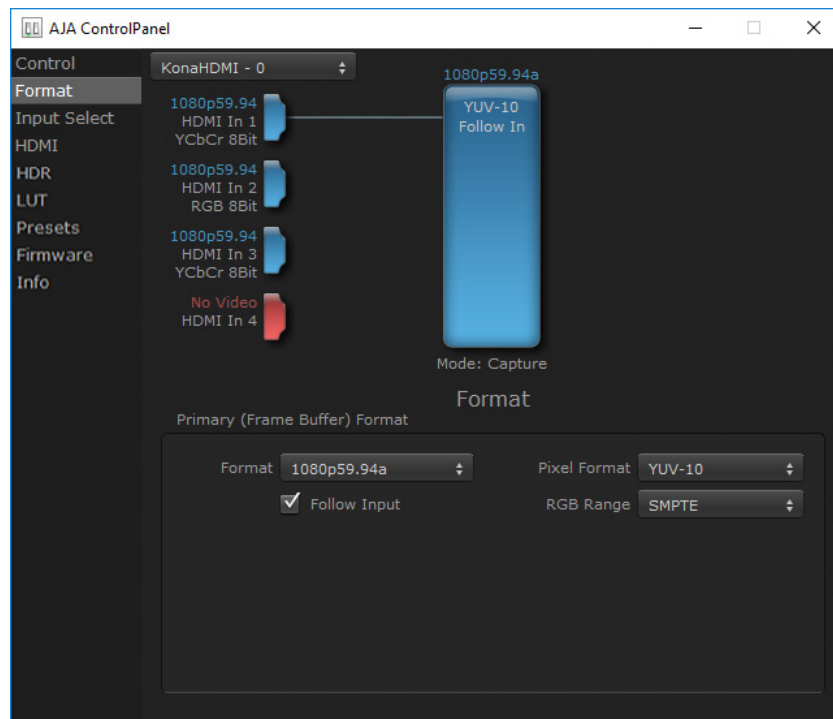 AJA ControlPanel
Control
Format
Input Select
HDMI
HDR
LUT
Presets
Firmware
Info
KonaHDMI - 0
1080p59.94
HDMI In 1
YCbCr 8Bit
1080p59.94
HDMI In 2
RGB 8Bit
1080p59.94
HDMI In 3
YCbCr 8Bit
No Video
HDMI In 4
1080p59.94a
YUV-10
Follow In
Mode: Capture
Format
Primary (Frame Buffer) Format
Format 1080p59.94a
Follow Input
Pixel Format YUV-10
RGB Range SMPTE